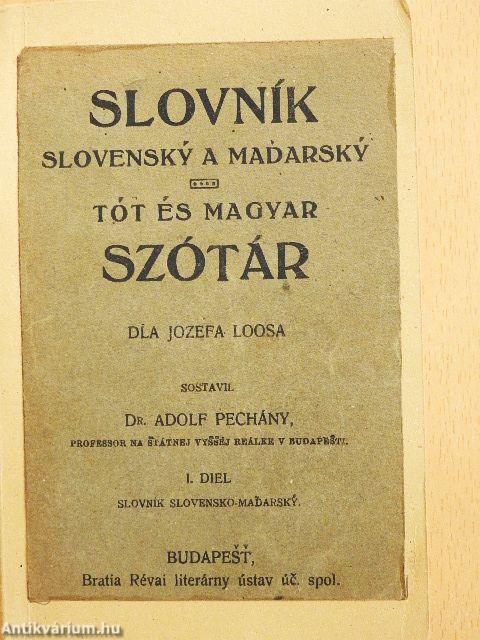 SLOVNÍK
SLOVENSKÝ A MAĎARSKÝ
TÓT ÉS MAGYAR
SZÓTÁR
DĽA JOZEFA LOOSA
SOSTAVIL
DR. ADOLF PECHÁNY,
PROFESSOR NA ŠTÁTNEJ VYŠŠEJ REÁLKE V BUDAPEŠTI.
I. DIEL
SLOVNÍK SLOVENSKO-MAĎARSKÝ.
BUDAPEŠŤ,
Bratia Révai literárny ústav úč. spol.
Antikvárium.hu